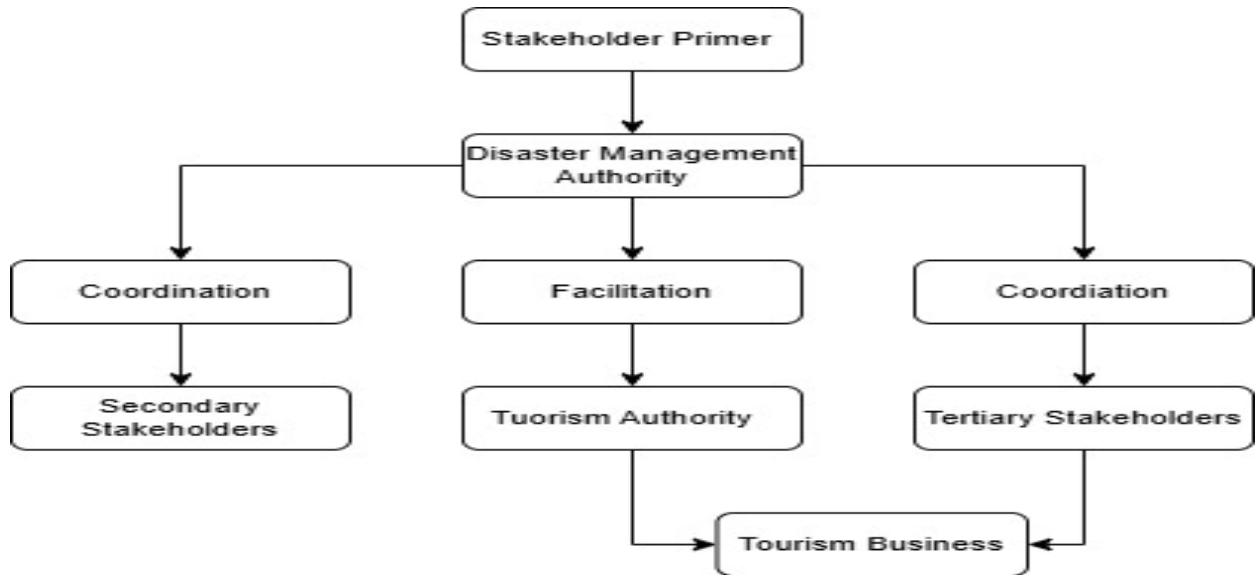 Stakeholder Primer
Disaster Management
Authority
Coordination
Facilitation
Coordiation
Secondary
Stakeholders
Tuorism Authority
Tertiary Stakeholders
Tourism Business